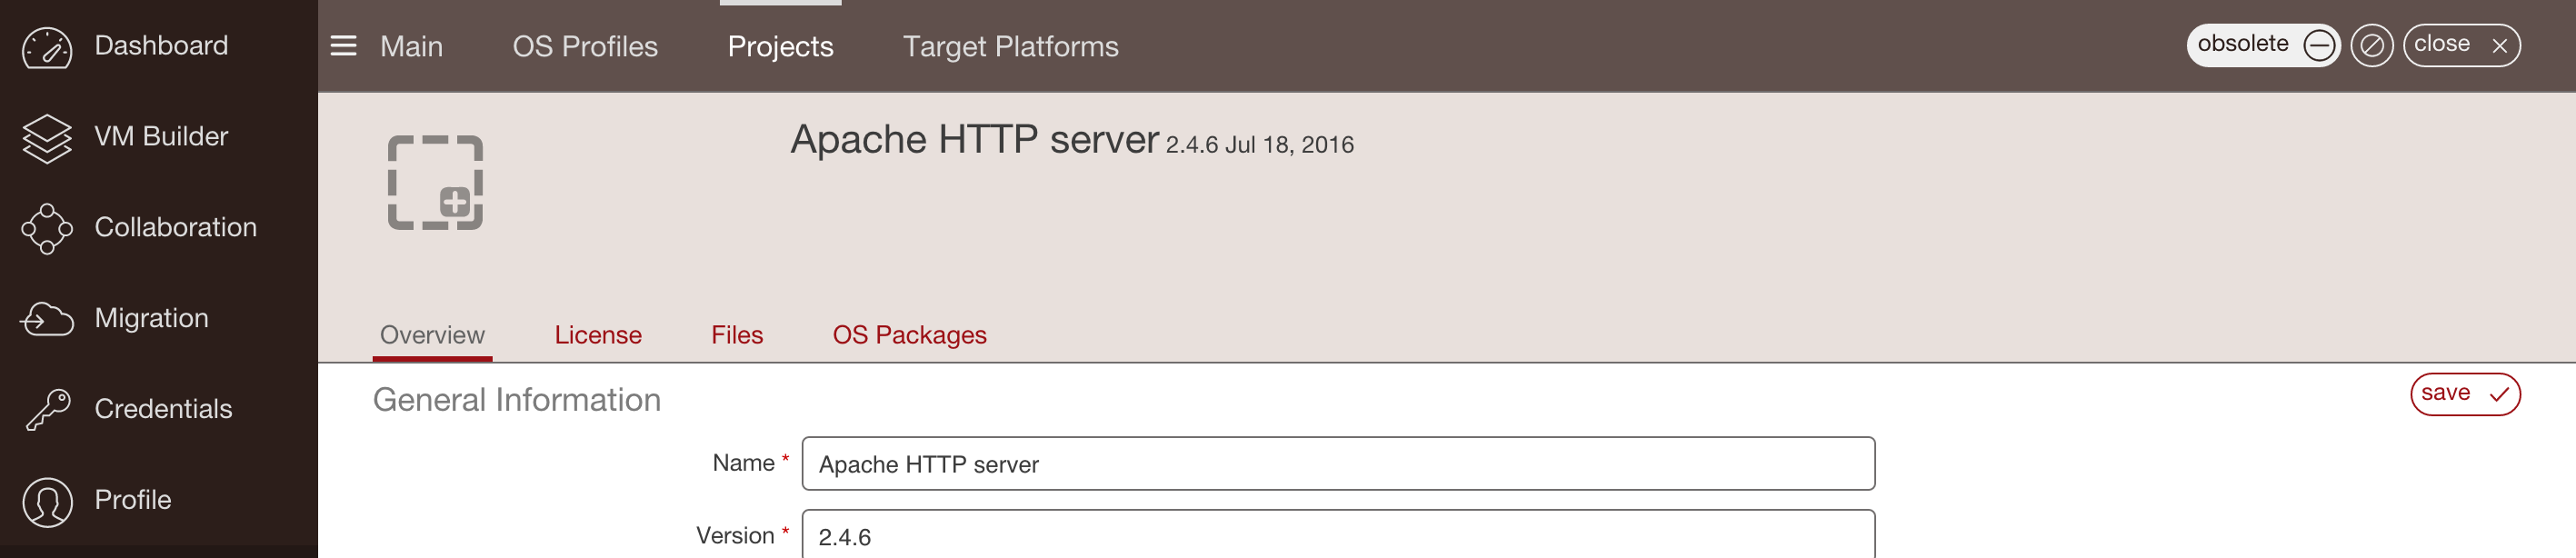 Dashboard
VM Builder
Collaboration
Migration
Credentials
Profile
Main OS Profiles Projects Target Platforms
obsolete close
Apache HTTP server 2.4.6 Jul 18, 2016
Overview License Files OS Packages
General Information
save
Name * Apache HTTP server
Version * 2.4.6